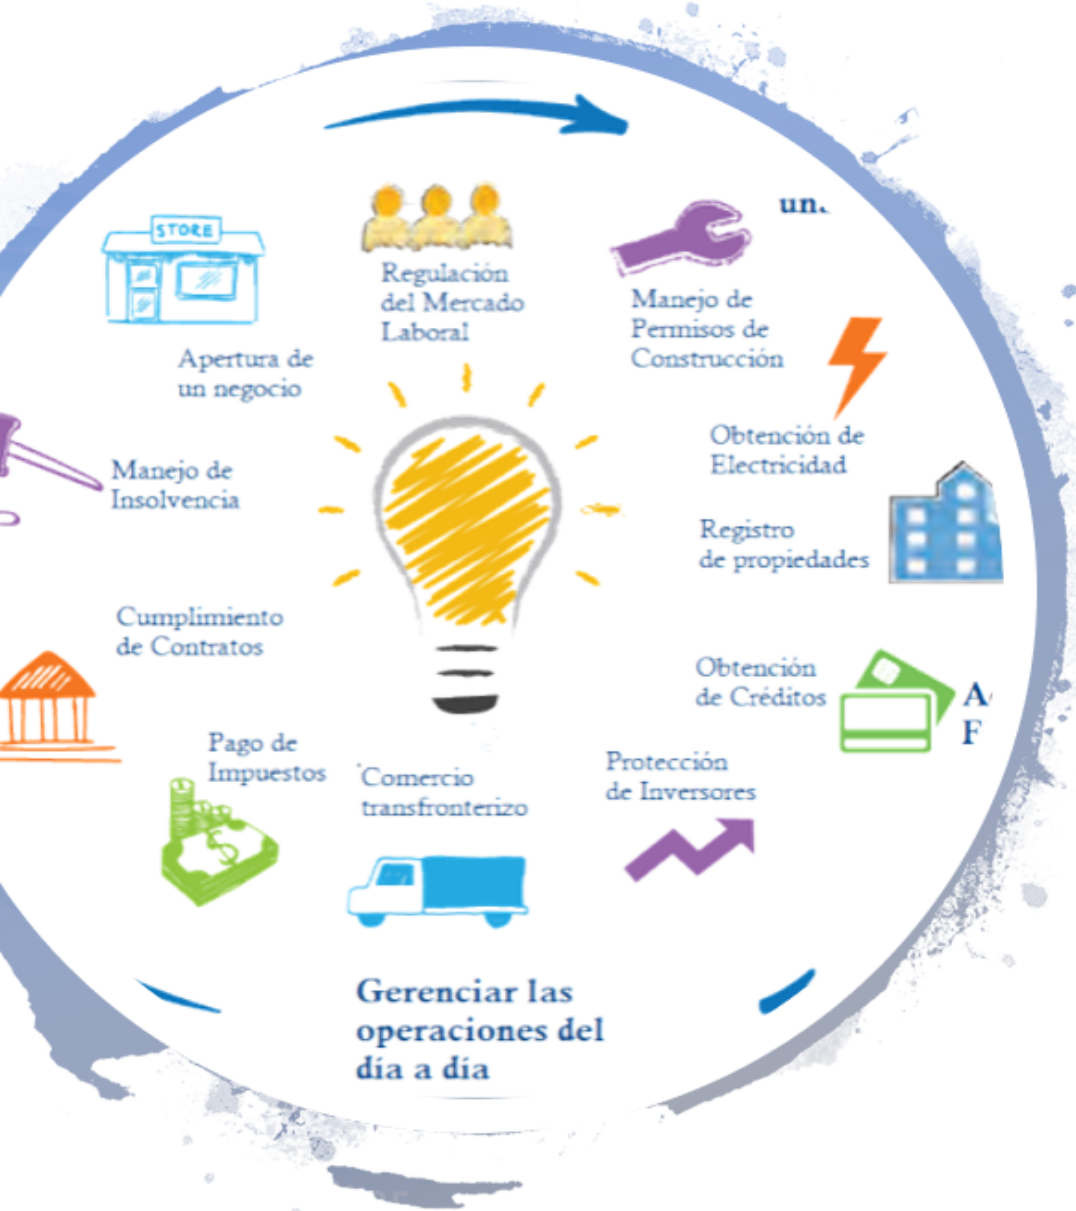 STORE
Apertura de
un negocio
Regulación
del Mercado
Laboral
Manejo de
Permisos de
Construcción
Obtención de
Electricidad
Registro
de propiedades
Obtención
de Créditos
Protección
de Inversores
Comercio
transfronterizo
Pago de
Impuestos
Cumplimiento
de Contratos
Manejo de
Insolvencia
Gerenciar las
operaciones del
día a día